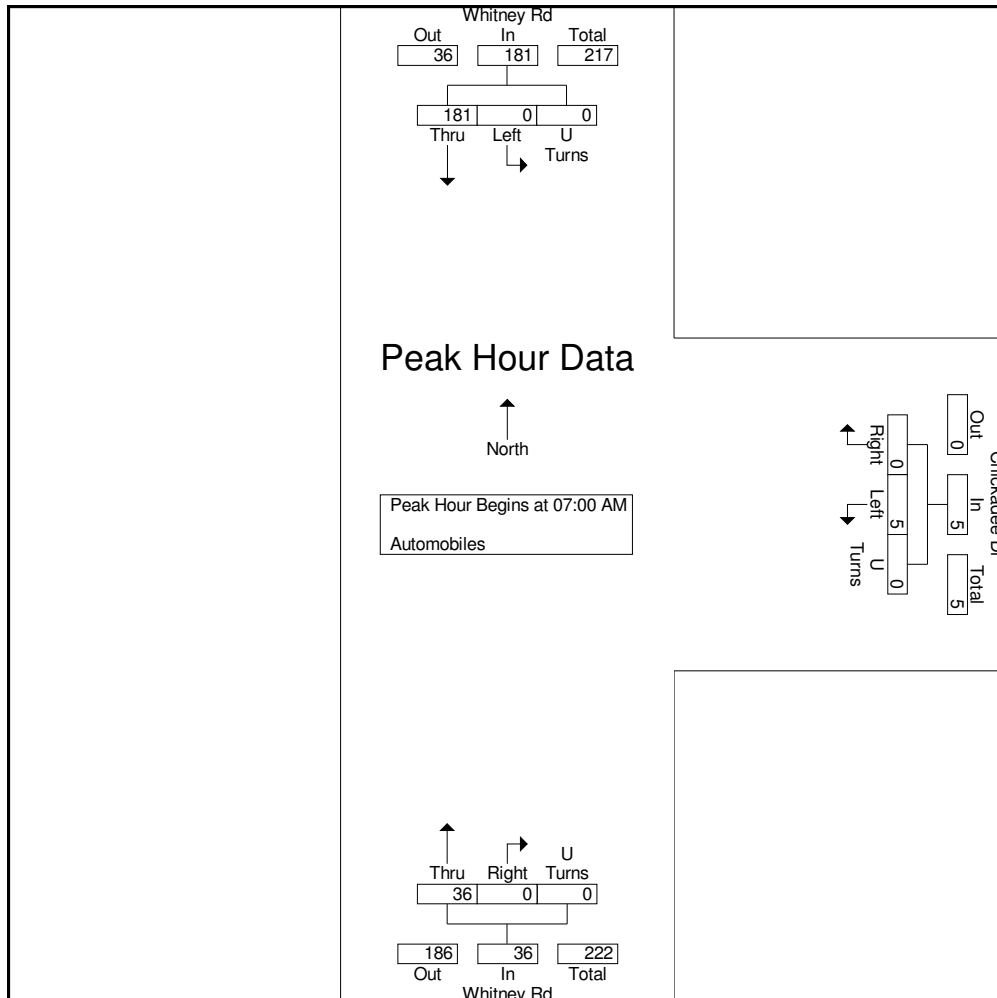 Whitney Rd
Out In Total
36 181 217
181 0 0
Thru Left U Turns
Peak Hour Data
North
Peak Hour Begins at 07:00 AM
Automobiles
Out In Total
0 5 5
Right Left U Turns
0 5 0
Thru Right U Turns
36 0 0
186 36 222
Out In Total
Whitney Rd